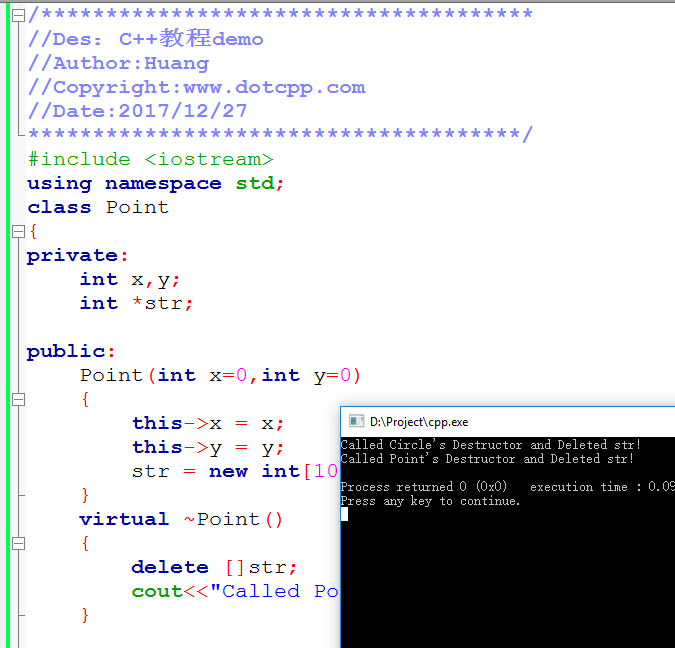 /**************************************
//Des: C++教程demo
//Author:Huang
//Copyright:www.dotcpp.com
//Date:2017/12/27
**************************************/
#include <iostream>
using namespace std;
class Point
{
private:
    int x,y;
    int *str;
public:
    Point(int x=0,int y=0)
    {
        this->x = x;
        this->y = y;
        str = new int[10
    }
    virtual ~Point()
    {
        delete []str;
        cout<<"Called Po
    }
D:\Project\cpp.exe
Called Circle's Destructor and Deleted str!
Called Point's Destructor and Deleted str!
Process returned 0 (0x0)   execution time : 0.09
Press any key to continue.